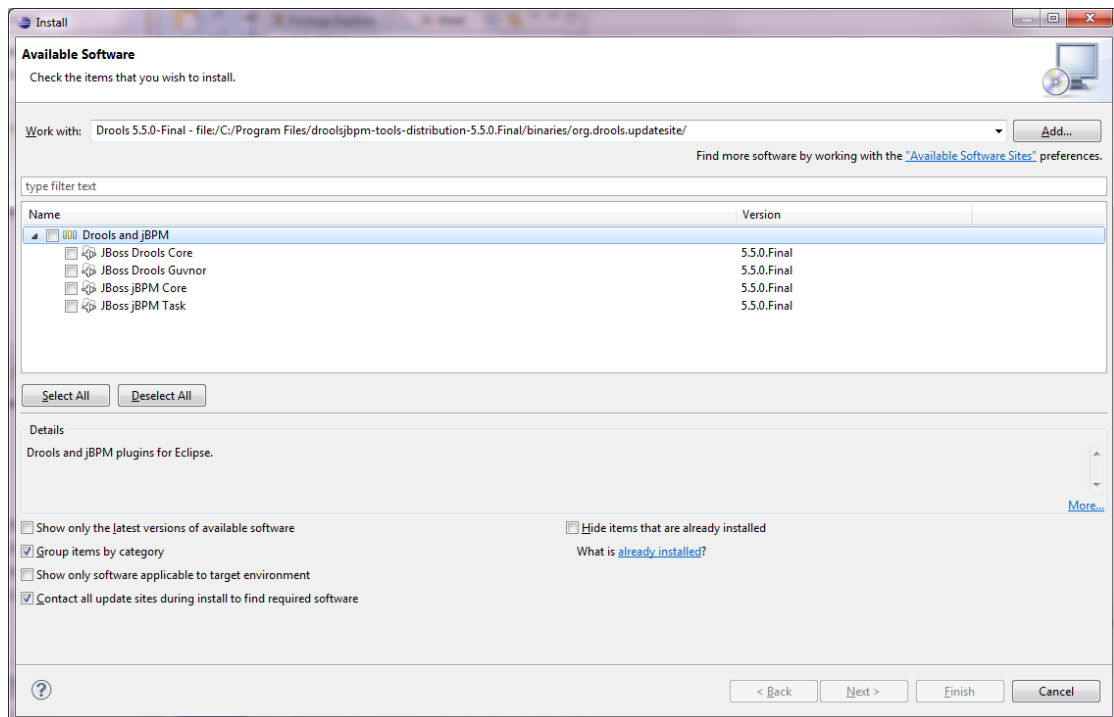 Install
Available Software
Check the items that you wish to install.
Work with: Drools 5.5.0-Final - file:/C:/Program Files/droolsjbpm-tools-distribution-5.5.0.Final/binaries/org.drools.updatesite/ Add...
Find more software by working with the "Available Software Sites" preferences.
type filter text
Name Version
Drools and jBPM
JBoss Drools Core 5.5.0.Final
JBoss Drools Guvnor 5.5.0.Final
JBoss jBPM Core 5.5.0.Final
JBoss jBPM Task 5.5.0.Final
Select All Deselect All
Details
Drools and jBPM plugins for Eclipse.
More...
Show only the latest versions of available software Hide items that are already installed
Group items by category What is already installed?
Show only software applicable to target environment
Contact all update sites during install to find required software
? < Back Next > Finish Cancel